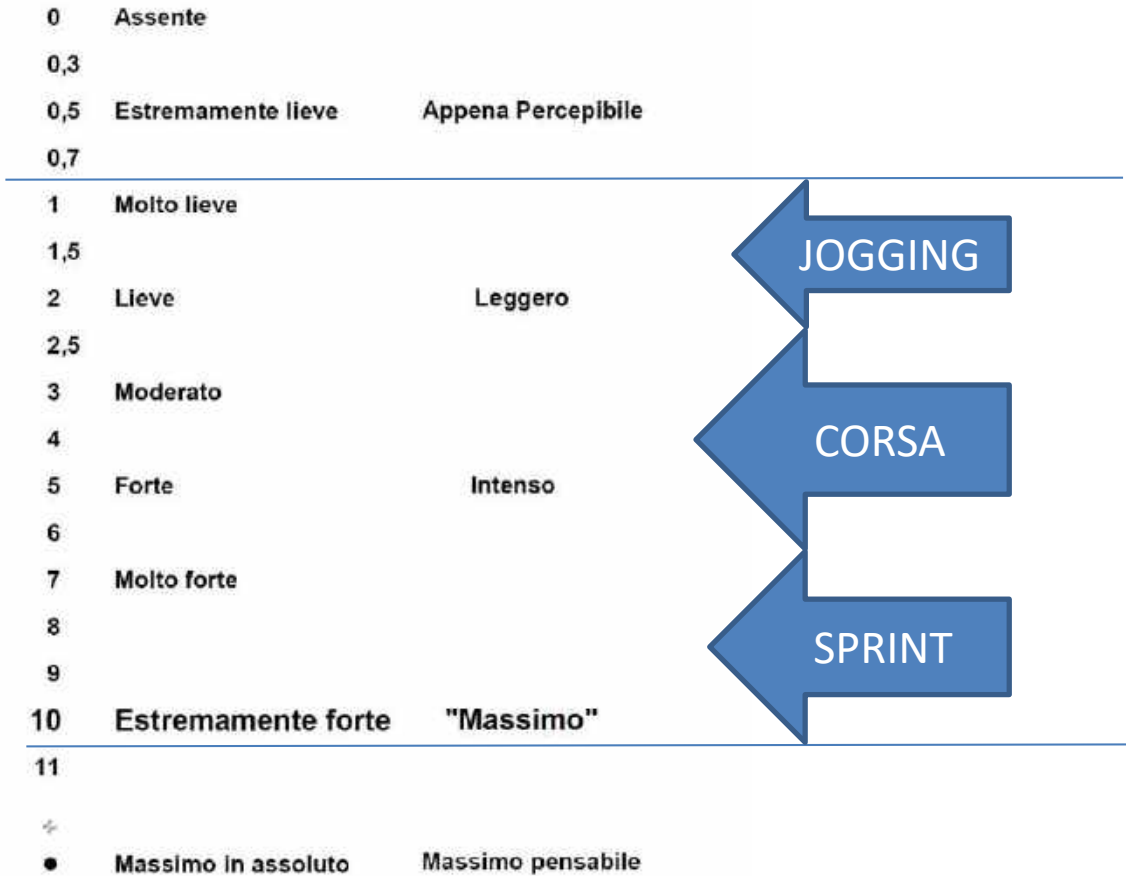 0 Assente
0,3
0,5 Estremamente lieve Appena Percepibile
0,7
1 Molto lieve
1,5 JOGGING
2 Lieve Leggero
2,5
3 Moderato
4 CORSA
5 Forte Intenso
6
7 Molto forte
8 SPRINT
9
10 Estremamente forte "Massimo"
11
• Massimo in assoluto Massimo pensabile